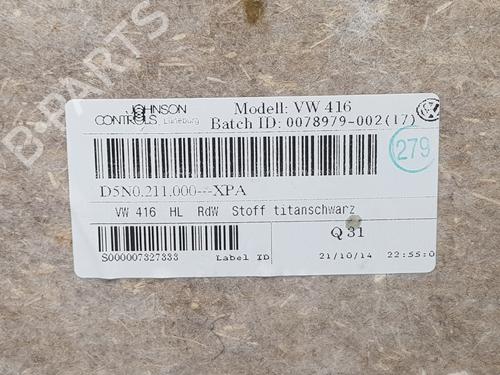 JOHNSON CONTROLS Lüneburg
Modell: VW 416
Batch ID: 0078979-002(17)
279
D5N0.211.000---XPA
VW 416 HL RdW Stoff titanschwarz
S000007327333 Label ID
Q 31
21/10/14 22:55:0
B-PARTS